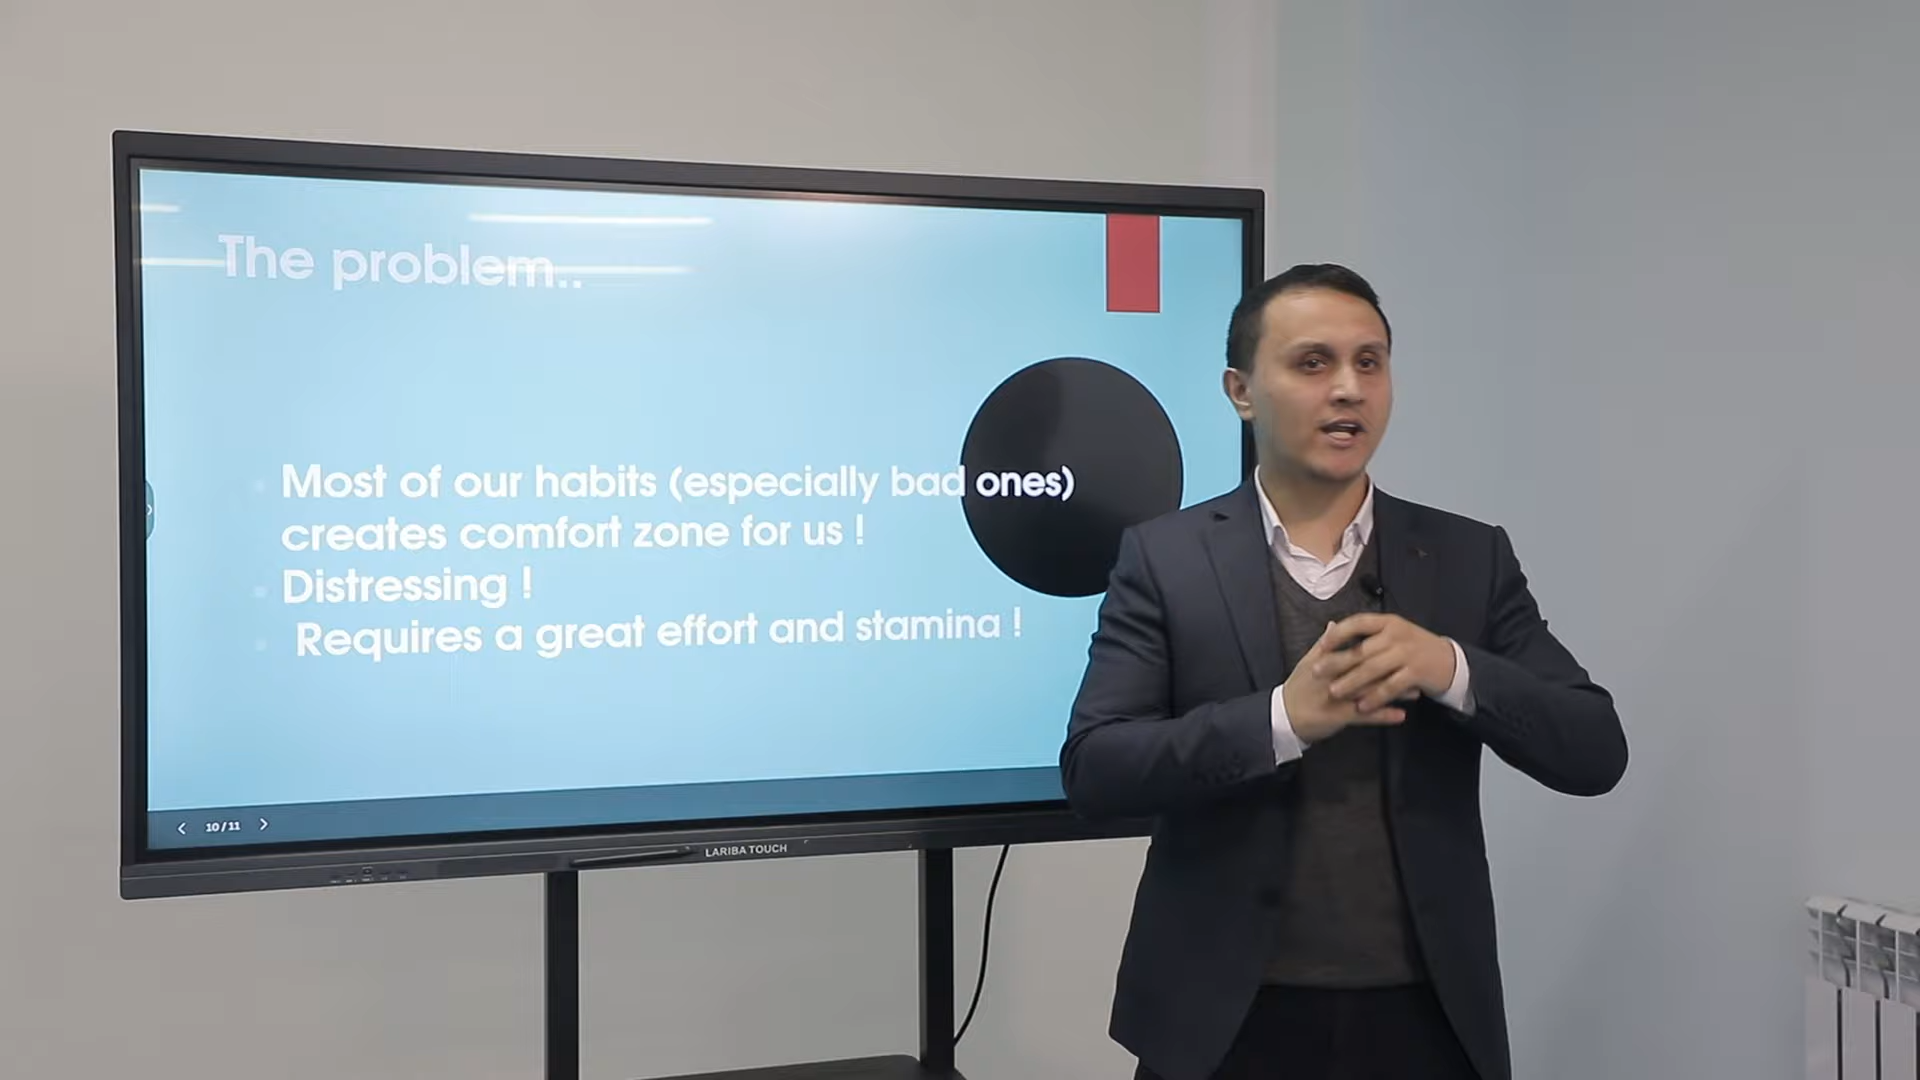 The problem..
Most of our habits (especially bad ones)
creates comfort zone for us !
Distressing !
Requires a great effort and stamina !
10 / 11
LARIBA TOUCH